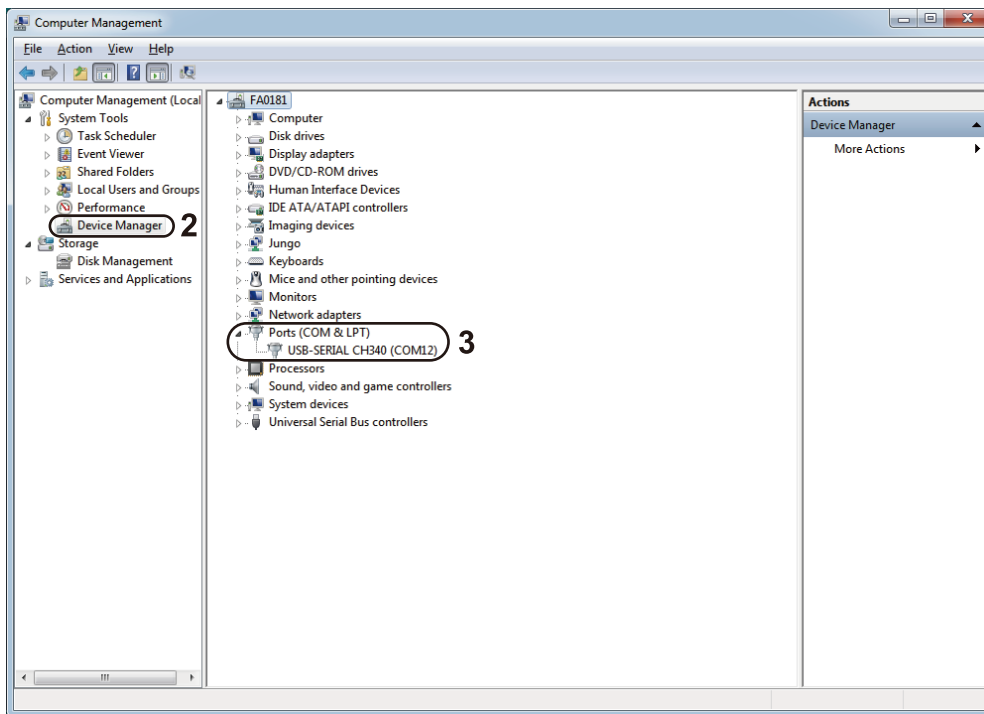 Computer Management
File Action View Help
Computer Management (Local
System Tools
Task Scheduler
Event Viewer
Shared Folders
Local Users and Groups
Performance
Device Manager
2
Storage
Disk Management
Services and Applications
FA0181
Computer
Disk drives
Display adapters
DVD/CD-ROM drives
Human Interface Devices
IDE ATA/ATAPI controllers
Imaging devices
Jungo
Keyboards
Mice and other pointing devices
Monitors
Network adapters
Ports (COM & LPT)
USB-SERIAL CH340 (COM12)
3
Processors
Sound, video and game controllers
System devices
Universal Serial Bus controllers
Actions
Device Manager
More Actions